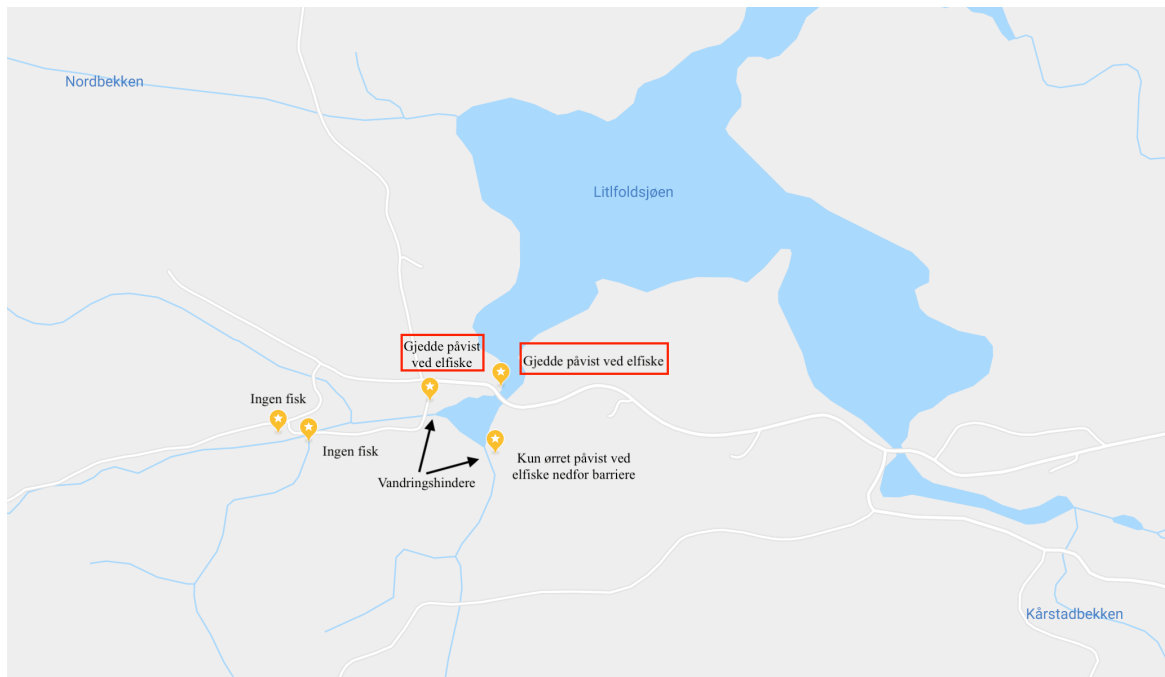 Nordbekken
Litlfoldsjøen
Gjedde påvist
ved elfiske
Gjedde påvist ved elfiske
Ingen fisk
Ingen fisk
Kun ørret påvist ved
elfiske nedfor barriere
Vandringshindere
Kårstadbekken